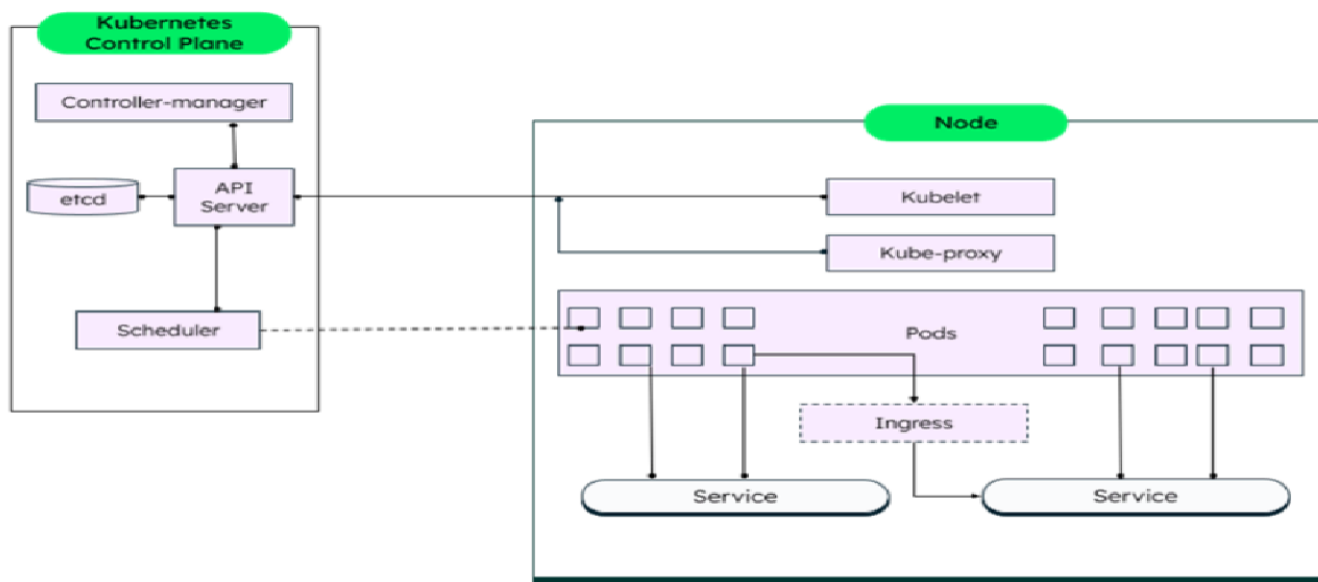 Kubernetes
Control Plane
Controller-manager
etcd
API
Server
Scheduler
Node
Kubelet
Kube-proxy
Pods
Ingress
Service
Service